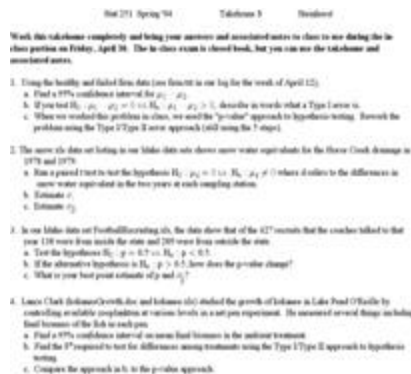 Stat 251 Spring '04 Takehome 3 Steinhorst
Work this takehome completely and bring your answers and associated notes to class to use during the in-
class portion on Friday, April 16. The in-class exam is closed book, but you can use the takehome and
associated notes.
1. Using the healthy and failed firm data (see firm.txt in our log for the week of April 12):
a. Find a 95% confidence interval for μ₁ - μ₂.
b. If you test H₀ : μ₁ - μ₂ = 1 vs. Hₐ : μ₁ - μ₂ > 1, describe in words what a Type I error is.
c. When we worked this problem in class, we used the "p-value" approach to hypothesis testing. Rework the
problem using the Type I/Type II error approach (still using the 5 steps).
2. The snow.xls data set listing in our Idaho data sets shows snow water equivalents for the Horse Creek drainage in
1978 and 1979.
a. Run a paired t test to test the hypothesis H₀ : μ = 0 vs. Hₐ : μ ≠ 0 where d refers to the differences in
snow water equivalent in the two years at each sampling station.
b. Estimate
c. Estimate
3. In our Idaho data set FootballRecruiting.xls, the data show that of the 427 recruits that the coaches talked to that
year 138 were from inside the state and 289 were from outside the state.
a. Test the hypothesis H₀ : p = 0.5 vs. Hₐ : p < 0.5.
b. If the alternative hypothesis is Hₐ : p > 0.5, how does the p-value change?
c. What is your best point estimate of p and
4. Lance Clark (kokaneeGrowth.doc and kokanee.xls) studied the growth of kokanee in Lake Pend O'Reille by
controlling available zooplankton at various levels in a net pen experiment. He measured several things including
final biomass of the fish in each pen.
a. Find a 95% confidence interval on mean final biomass in the ambient treatment.
b. Find the F* required to test for differences among treatments using the Type I/Type II approach to hypothesis
testing.
c. Compare the approach in b. to the p-value approach.